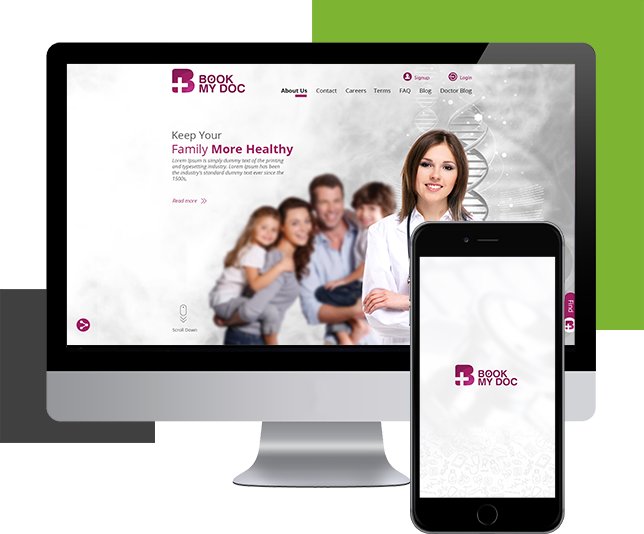 BOOK
MY DOC
Signup
Login
About Us
Contact
Careers
Terms
FAQ
Blog
Doctor Blog
Keep Your
Family More Healthy
Lorem Ipsum is simply dummy text of the printing
and typesetting industry. Lorem Ipsum has been
the industry's standard dummy text ever since the
1500s,
Read more
Scroll Down
Find
BOOK
MY DOC